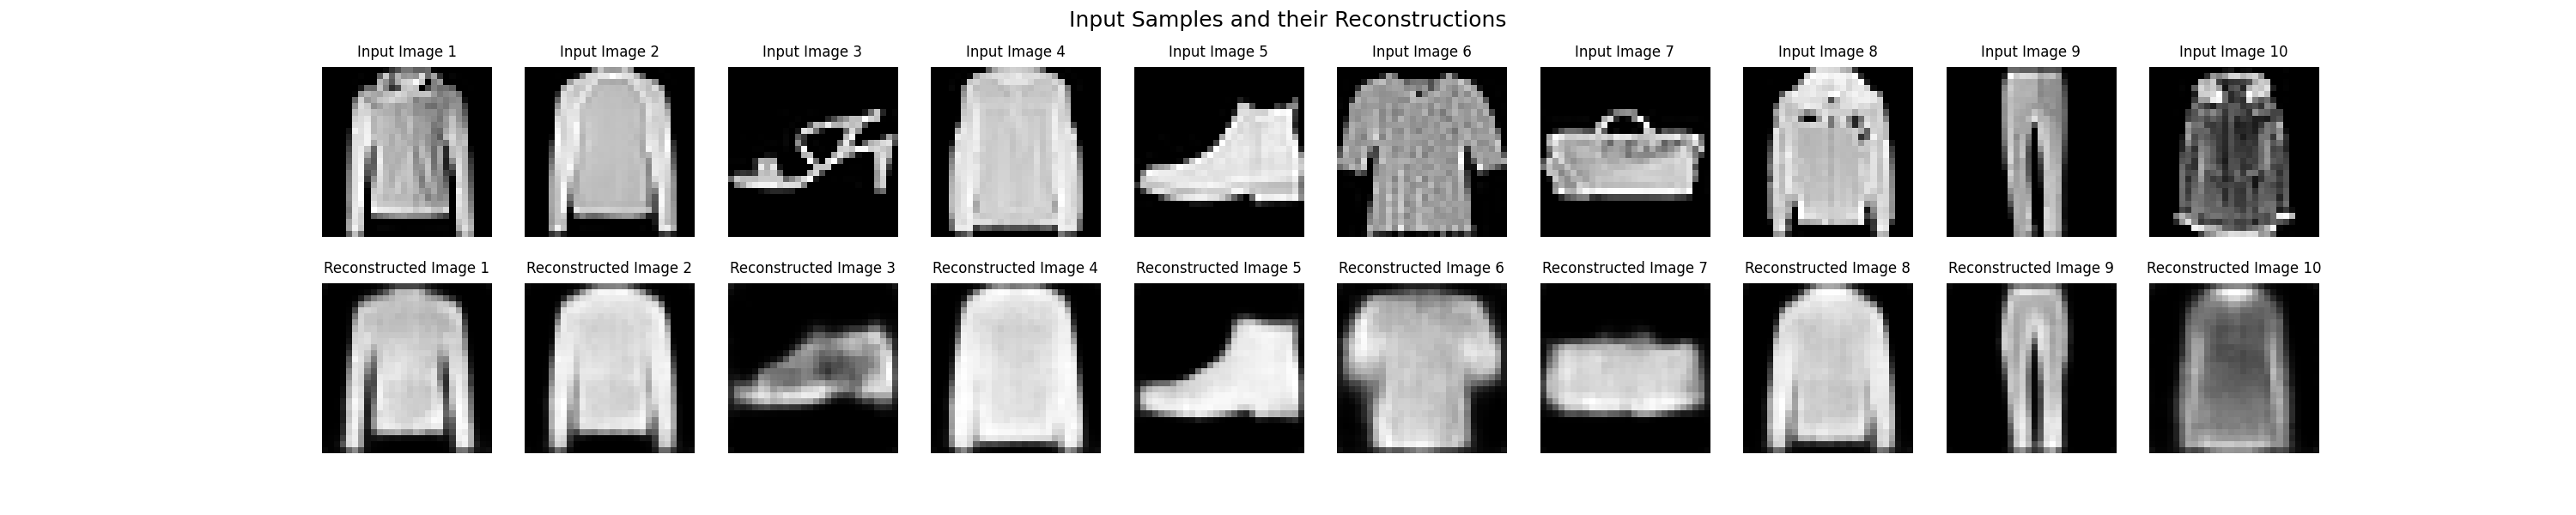 Input Samples and their Reconstructions
Input Image 1
Input Image 2
Input Image 3
Input Image 4
Input Image 5
Input Image 6
Input Image 7
Input Image 8
Input Image 9
Input Image 10
Reconstructed Image 1
Reconstructed Image 2
Reconstructed Image 3
Reconstructed Image 4
Reconstructed Image 5
Reconstructed Image 6
Reconstructed Image 7
Reconstructed Image 8
Reconstructed Image 9
Reconstructed Image 10